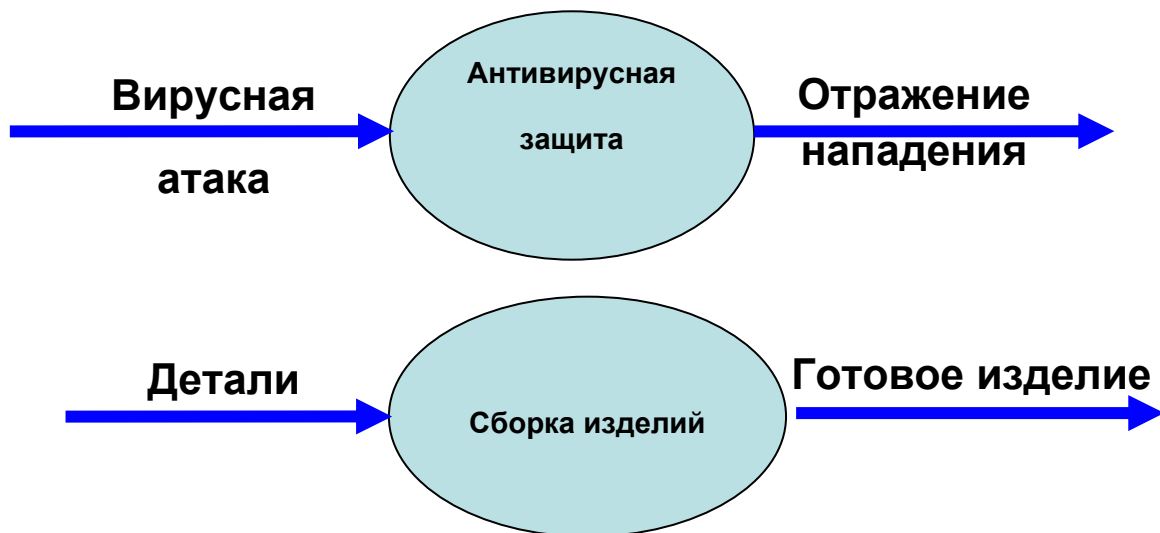 Вирусная
атака
Антивирусная
защита
Отражение
нападения
Детали
Сборка изделий
Готовое изделие